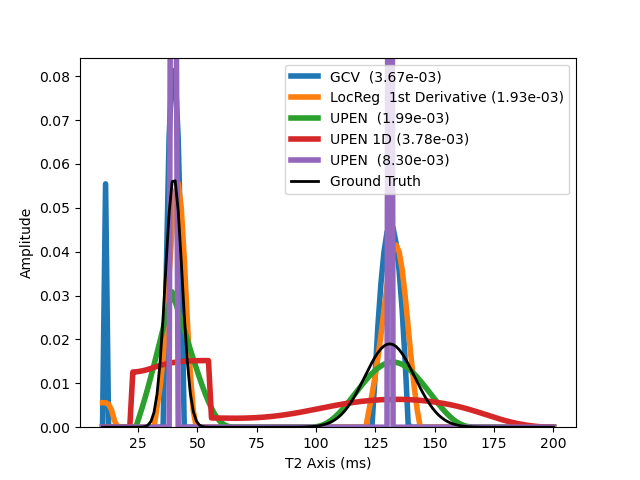 0.08
0.07
0.06
0.05
0.04
0.03
0.02
0.01
0.00
Amplitude
GCV  (3.67e-03)
LocReg  1st Derivative (1.93e-03)
UPEN  (1.99e-03)
UPEN 1D (3.78e-03)
UPEN  (8.30e-03)
Ground Truth
25 50 75 100 125 150 175 200
T2 Axis (ms)